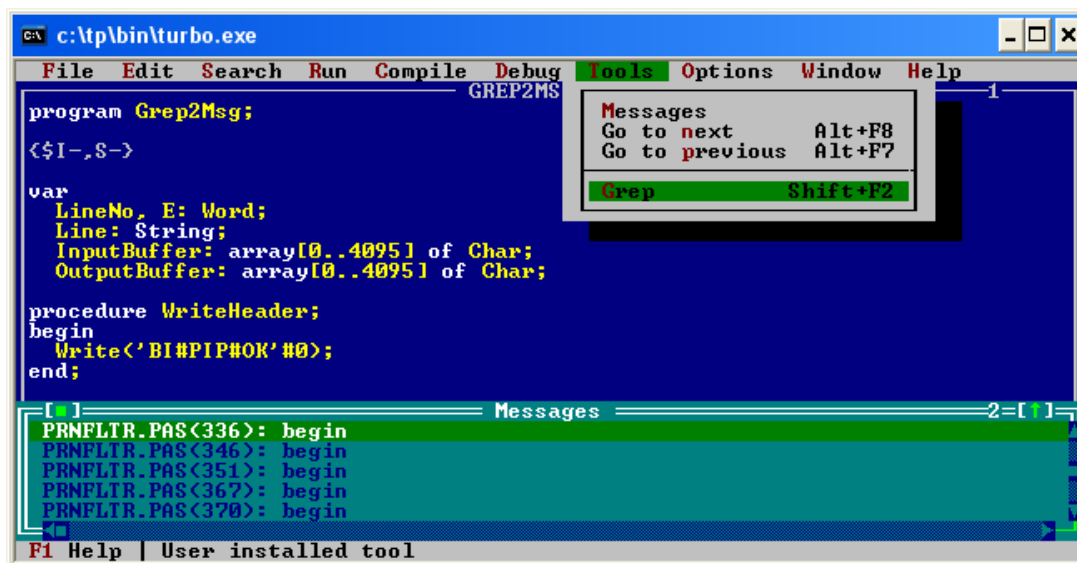 c:\tp\bin\turbo.exe
File Edit Search Run Compile Debug Tools Options Window Help
GREP2MS 1
program Grep2Msg;
{$I-,S-}
var
LineNo, E: Word;
Line: String;
InputBuffer: array[0..4095] of Char;
OutputBuffer: array[0..4095] of Char;
procedure WriteHeader;
begin
Write('BI#PIP#OK'#0);
end;
Messages
Go to next Alt+F8
Go to previous Alt+F7
Grep Shift+F2
Messages 2
PRNFLTR.PAS(336): begin
PRNFLTR.PAS(346): begin
PRNFLTR.PAS(351): begin
PRNFLTR.PAS(367): begin
PRNFLTR.PAS(370): begin
F1 Help | User installed tool